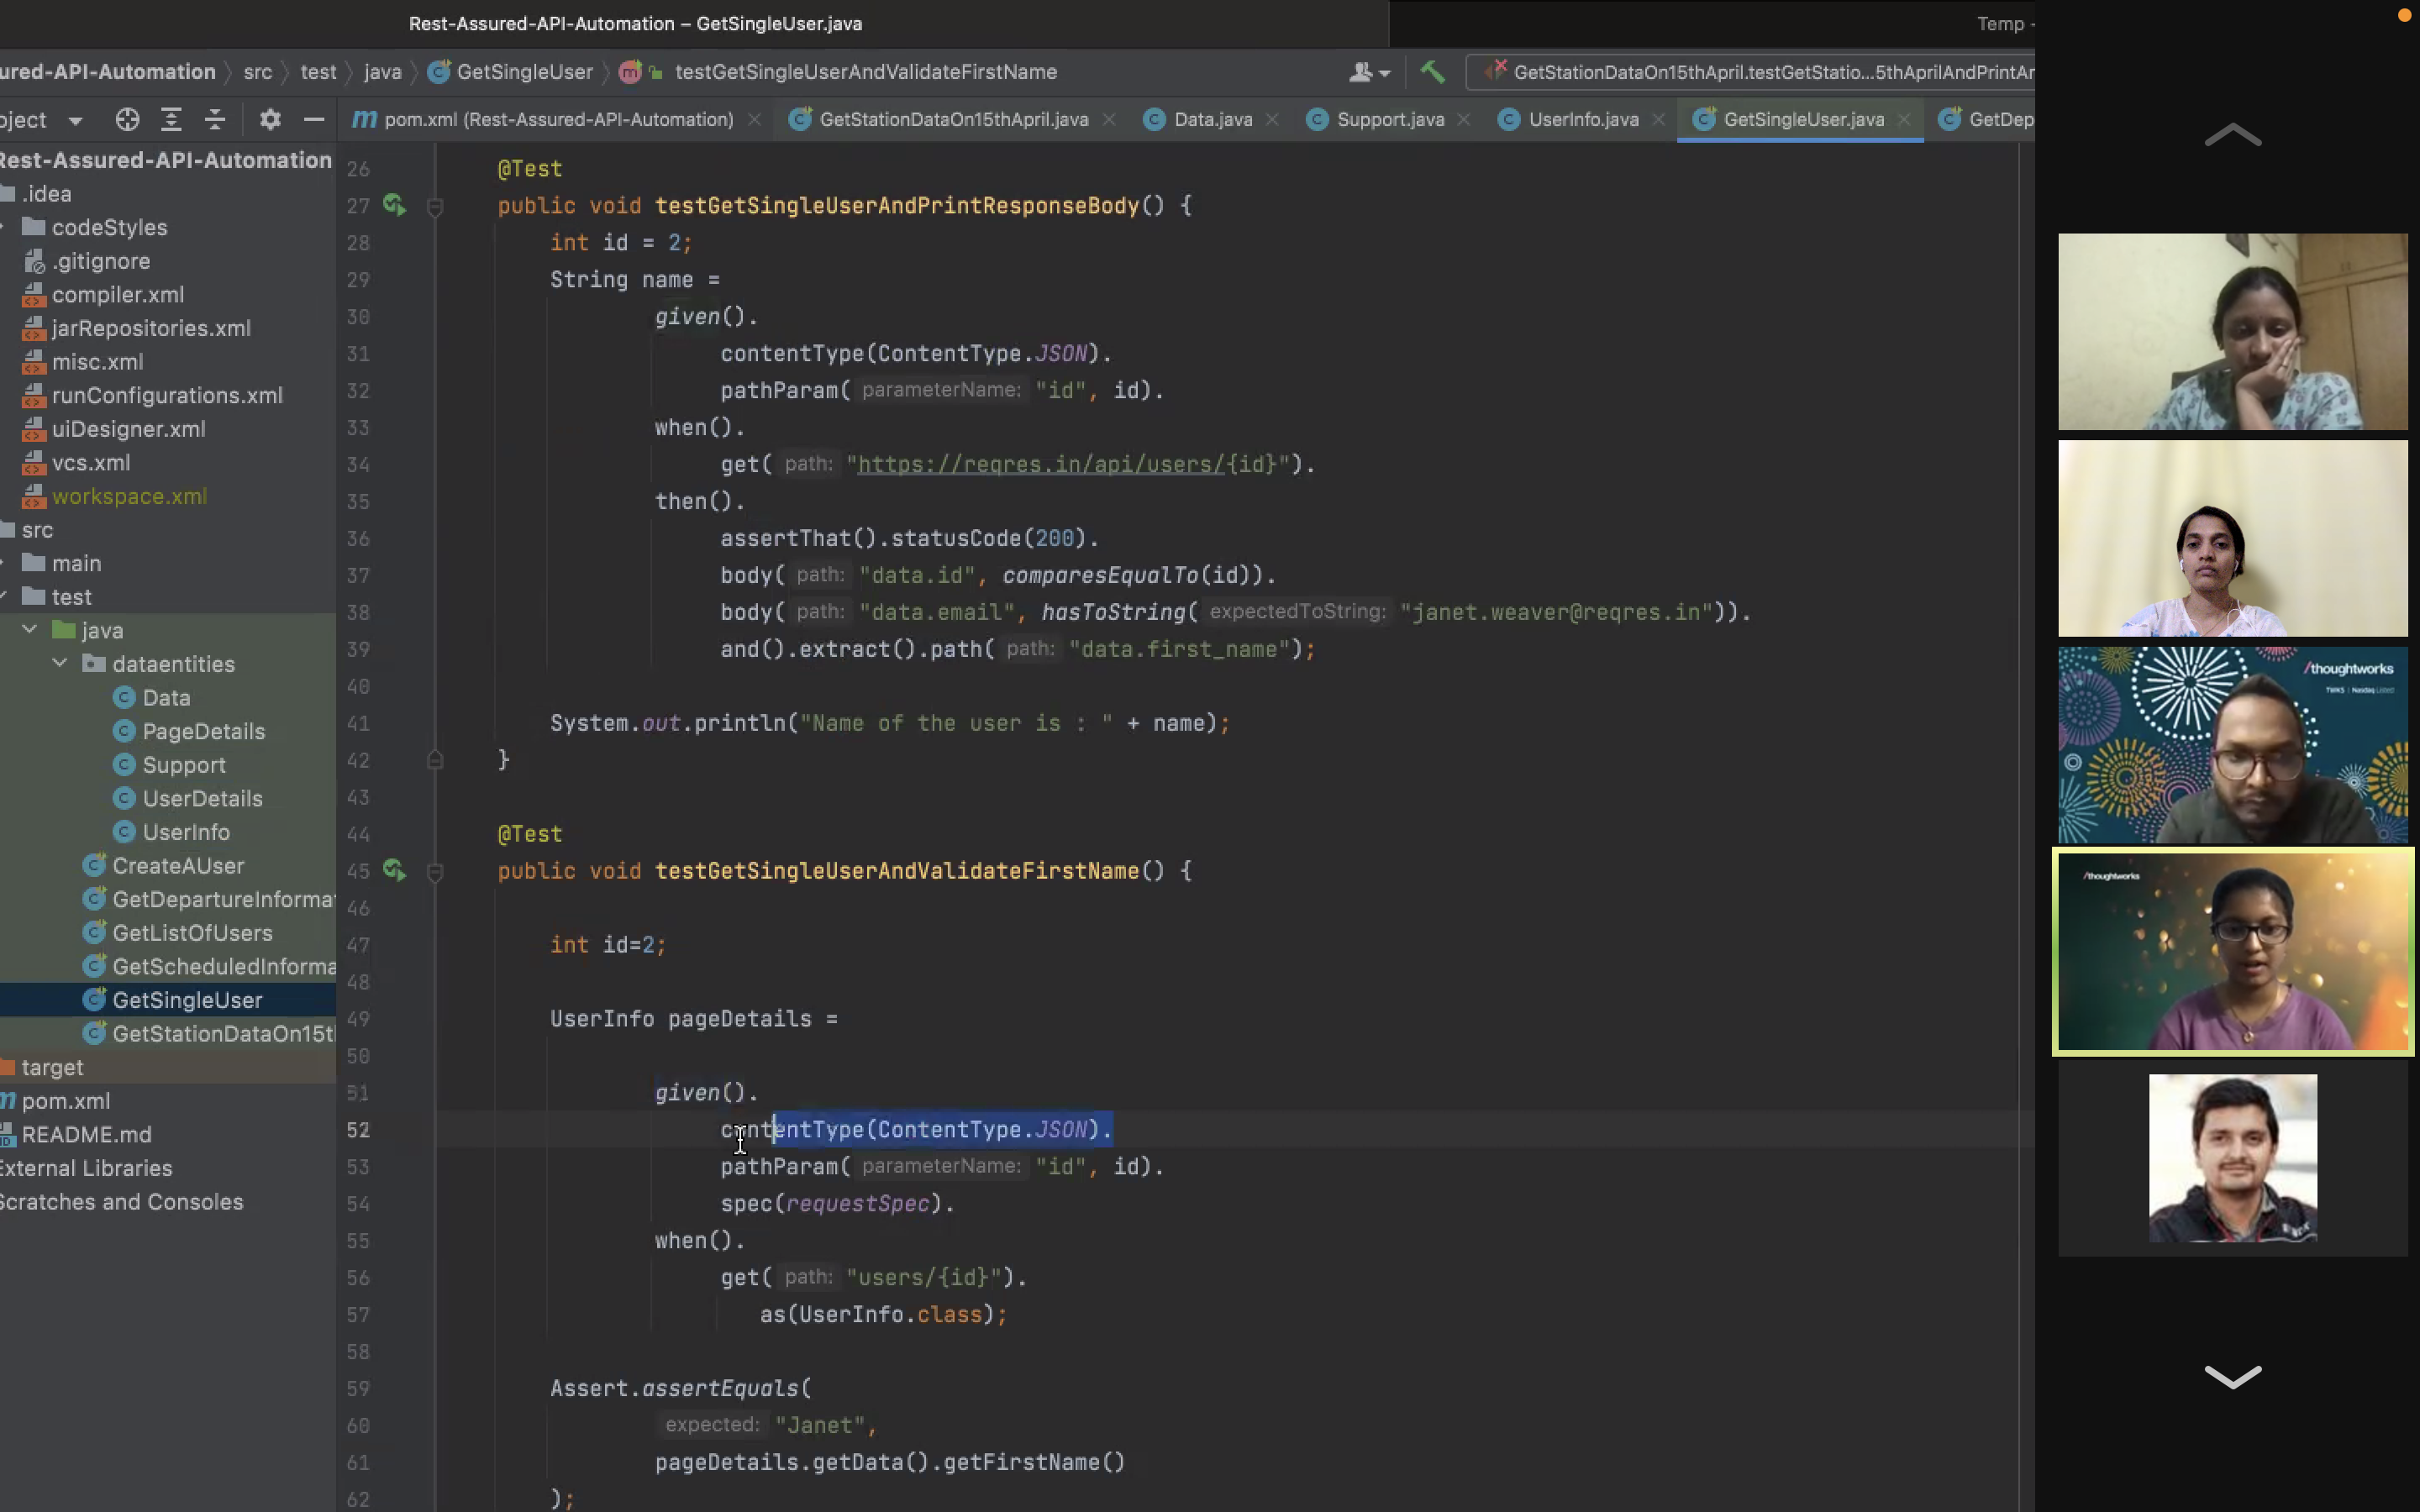 Rest-Assured-API-Automation – GetSingleUser.java
Temp -
ured-API-Automation
src
test
java
GetSingleUser
testGetSingleUserAndValidateFirstName
GetStationDataOn15thApril.testGetStatio...5thAprilAndPrintAr
oject
pom.xml (Rest-Assured-API-Automation)
GetStationDataOn15thApril.java
Data.java
Support.java
UserInfo.java
GetSingleUser.java
GetDep
Rest-Assured-API-Automation
.idea
codeStyles
.gitignore
compiler.xml
jarRepositories.xml
misc.xml
runConfigurations.xml
uiDesigner.xml
vcs.xml
workspace.xml
src
main
test
java
dataentities
Data
PageDetails
Support
UserDetails
UserInfo
CreateAUser
GetDepartureInforma
GetListOfUsers
GetScheduledInforma
GetSingleUser
GetStationDataOn15t
target
pom.xml
README.md
External Libraries
Scratches and Consoles
26 @Test
27 public void testGetSingleUserAndPrintResponseBody() {
28 int id = 2;
29 String name =
30 given().
31 contentType(ContentType.JSON).
32 pathParam( parameterName: "id", id).
33 when().
34 get( path: "https://reqres.in/api/users/{id}").
35 then().
36 assertThat().statusCode(200).
37 body( path: "data.id", comparesEqualTo(id)).
38 body( path: "data.email", hasToString( expectedToString: "janet.weaver@reqres.in")).
39 and().extract().path( path: "data.first_name");
40
41 System.out.println("Name of the user is : " + name);
42 }
43
44 @Test
45 public void testGetSingleUserAndValidateFirstName() {
46
47 int id=2;
48
49 UserInfo pageDetails =
50
51 given().
52 contentType(ContentType.JSON).
53 pathParam( parameterName: "id", id).
54 spec(requestSpec).
55 when().
56 get( path: "users/{id}").
57 as(UserInfo.class);
58
59 Assert.assertEquals(
60 expected: "Janet",
61 pageDetails.getData().getFirstName()
62 );
/thoughtworks
TWKS | Nasdaq Listed
/thoughtworks